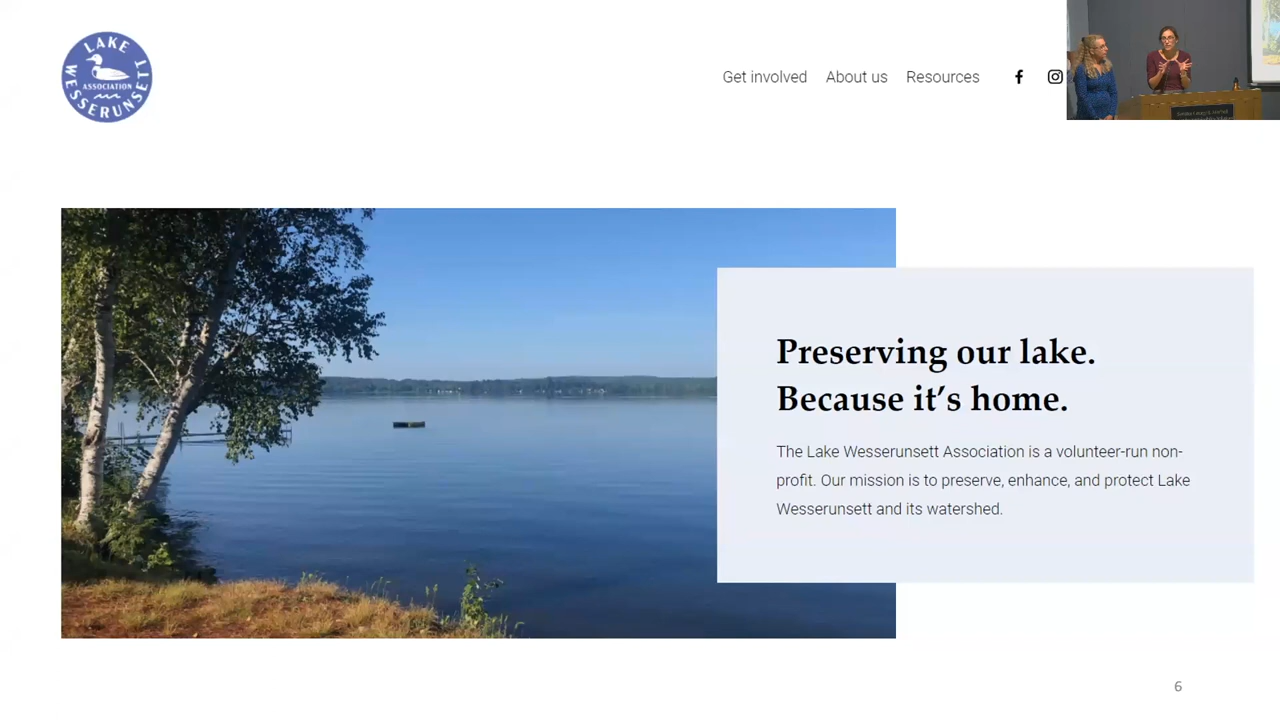 LAKE
WESSERUNSETT
ASSOCIATION
Get involved About us Resources
Preserving our lake.
Because it’s home.
The Lake Wesserunsett Association is a volunteer-run non-
profit. Our mission is to preserve, enhance, and protect Lake
Wesserunsett and its watershed.
6